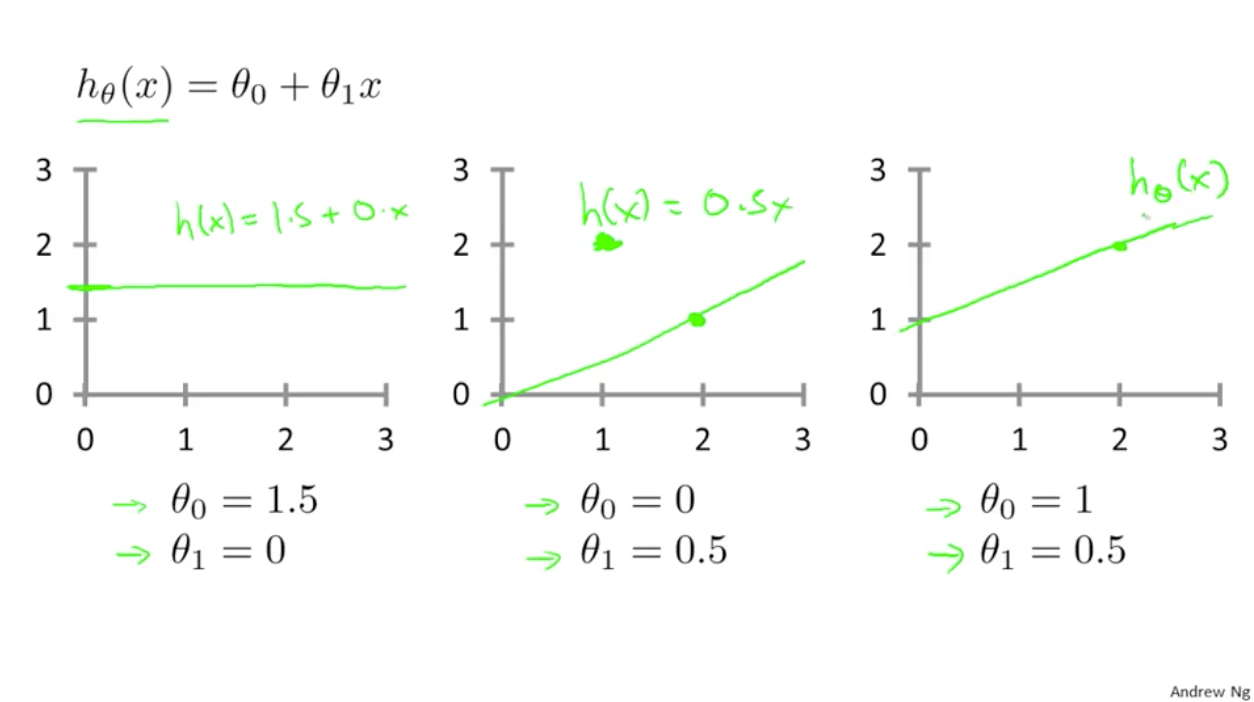 hθ(x) = θ0 + θ1x
3
2
1
0
0 1 2 3
h(x) = 1.5 + 0·x
θ0 = 1.5
θ1 = 0
3
2
1
0
0 1 2 3
h(x) = 0.5x
θ0 = 0
θ1 = 0.5
3
2
1
0
0 1 2 3
hθ(x)
θ0 = 1
θ1 = 0.5
Andrew Ng